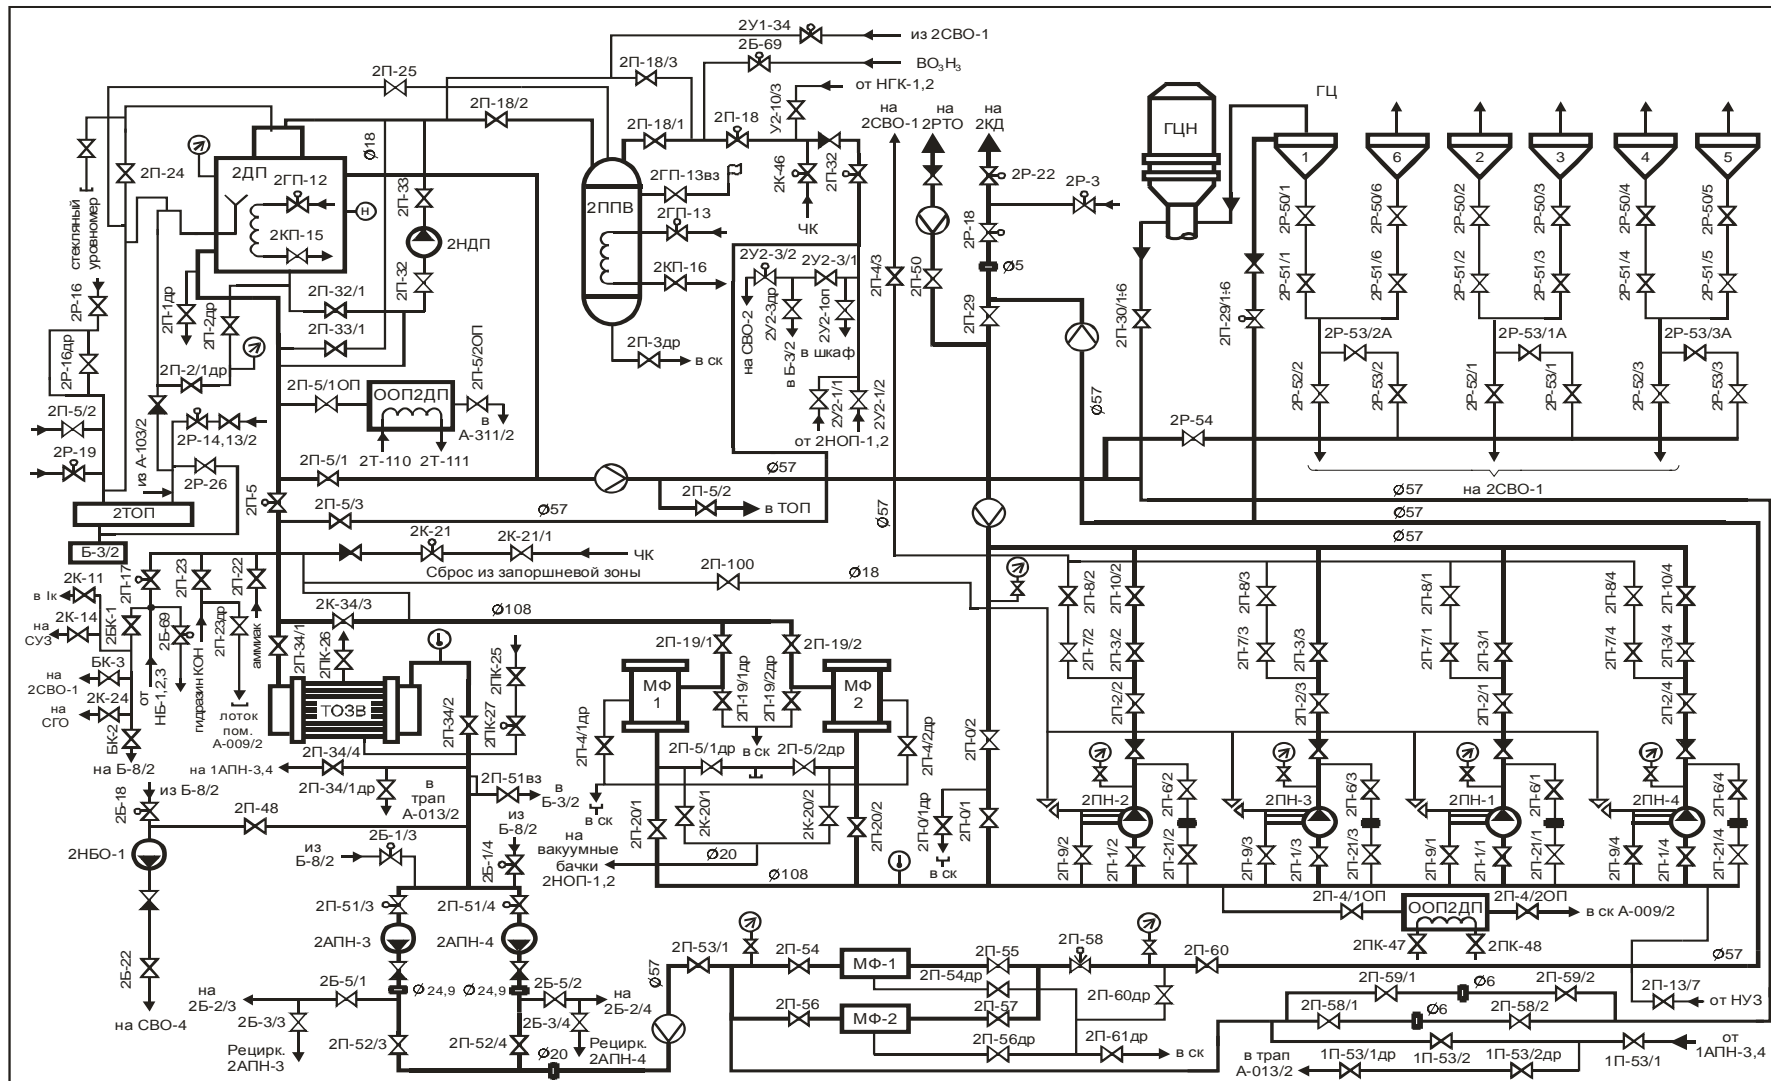 2У1-34
из 2СВО-1
2Б-69
BO₃H₃
2П-18/3
2П-25
от НГК-1,2
2П-18/2
У2-10/3
2П-18/1
2П-18
на
2СВО-1
на
2РТО
на
2КД
ГЦ
ГЦН
1
6
2
3
4
5
Ø18
2П-24
2ДП
2ГП-12
2КП-15
Н
2П-33
2НДП
2П-32
2ППВ
2ГП-13вз
2ГП-13
2КП-16
2К-46
ЧК
2П-32
2Р-22
2Р-3
2Р-18
Ø5
2П-29
2П-4/3
2П-50
2Р-50/1
2Р-50/6
2Р-50/2
2Р-50/3
2Р-50/4
2Р-50/5
2Р-51/1
2Р-51/6
2Р-51/2
2Р-51/3
2Р-51/4
2Р-51/5
2П-30/1÷6
2П-29/1÷6
стекляный
уровномер
2Р-16
2Р-16др
2П-1др
2П-2др
2П-32/1
2П-33/1
2П-2/1др
2У2-3/2
2У2-3/1
на СВО-2
2У2-3др
в Б-3/2
2У2-1оп
в шкаф
2П-3др
в ск
2Р-53/2А
2Р-53/1А
2Р-53/3А
2Р-52/2
2Р-53/2
2Р-52/1
2Р-53/1
2Р-52/3
2Р-53/3
Ø57
2П-5/2
2Р-19
из А-103/2
2Р-14,13/2
2Р-26
2П-5/1ОП
ООП2ДП
2П-5/2ОП
в
А-311/2
2Т-110
2Т-111
2У2-1/1
2У2-1/2
от 2НОП-1,2
2Р-54
2П-5/1
Ø57
2П-5/2
в ТОП
2П-5
2П-5/3
Ø57
2ТОП
Б-3/2
Ø57
на 2СВО-1
Ø57
Ø57
Ø57
2К-21
2К-21/1
ЧК
Сброс из запоршневой зоны
2П-100
Ø18
2К-11
в Iк
2К-14
на
СУЗ
БК-3
на
2СВО-1
2К-24
на
СГО
БК-2
на Б-8/2
2П-17
2П-23
2П-22
2БК-1
2Б-69
от
НБ-1,2,3
гидразин КОН
2П-23др
аммиак
лоток
пом.
А-009/2
2К-34/3
Ø108
2П-34/1
2ПК-26
2ПК-25
2ПК-27
ТОЗВ
2П-34/2
2П-34/4
на 1АПН-3,4
2П-34/1др
в
трап
А-013/2
2П-51вз
в
Б-3/2
2П-19/1
2П-19/2
МФ
1
МФ
2
2П-19/1др
2П-19/2др
в ск
2П-4/1др
2П-4/2др
2П-5/1др
2П-5/2др
в ск
2П-20/1
2К-20/1
2К-20/2
2П-20/2
на
вакуумные
бачки
2НОП-1,2
Ø20
Ø108
2П-0/2
2П-0/1др
2П-0/1
в ск
2П-8/2
2П-10/2
2П-8/3
2П-8/1
2П-8/4
2П-10/4
2П-7/2
2П-3/2
2П-7/3
2П-3/3
2П-7/1
2П-3/1
2П-7/4
2П-3/4
2П-2/2
2П-2/3
2П-2/1
2П-2/4
2ПН-2
2ПН-3
2ПН-1
2ПН-4
2П-6/2
2П-6/3
2П-6/1
2П-6/4
2П-9/2
2П-1/2
2П-21/2
2П-9/3
2П-1/3
2П-21/3
2П-9/1
2П-1/1
2П-21/1
2П-9/4
2П-1/4
2П-21/4
2Б-18
из Б-8/2
2П-48
2НБО-1
2Б-22
на СВО-4
2Б-1/3
из
Б-8/2
из
Б-8/2
2Б-1/4
2П-51/3
2П-51/4
2АПН-3
2АПН-4
2Б-5/1
Ø24,9
Ø24,9
2Б-5/2
на
2Б-2/3
на
2Б-2/4
2Б-3/3
2Б-3/4
Рецирк.
2АПН-3
Рецирк.
2АПН-4
2П-52/3
2П-52/4
Ø20
Ø57
2П-53/1
2П-54
МФ-1
2П-55
2П-58
2П-60
2П-54др
2П-56
МФ-2
2П-57
2П-60др
2П-56др
2П-61др
в ск
2П-4/1ОП
ООП2ДП
2П-4/2ОП
в ск А-009/2
2ПК-47
2ПК-48
Ø57
2П-59/1
Ø6
2П-59/2
2П-13/7
от НУЗ
2П-58/1
Ø6
2П-58/2
1П-53/2
1П-53/1
от
1АПН-3,4
в трап
А-013/2
1П-53/1др
1П-53/2др